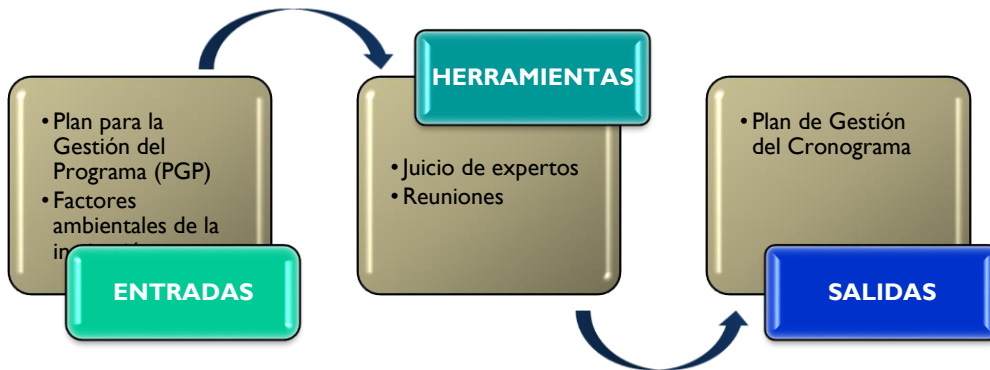 • Plan para la
Gestión del
Programa (PGP)
• Factores
ambientales de la
ENTRADAS
HERRAMIENTAS
• Juicio de expertos
• Reuniones
• Plan de Gestión
del Cronograma
SALIDAS